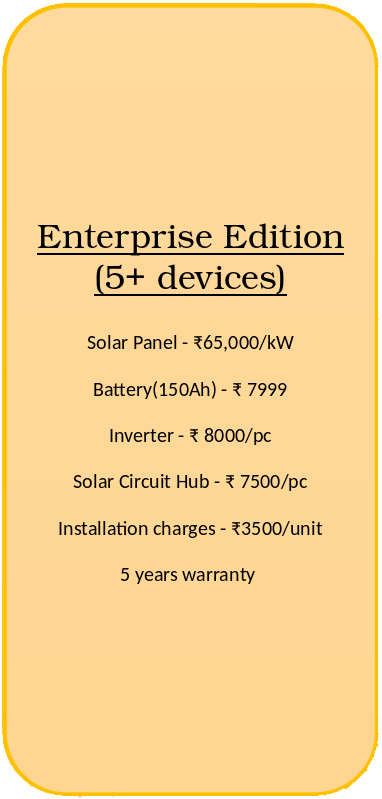 Enterprise Edition
(5+ devices)
Solar Panel - ₹65,000/kW
Battery(150Ah) - ₹ 7999
Inverter - ₹ 8000/pc
Solar Circuit Hub - ₹ 7500/pc
Installation charges - ₹3500/unit
5 years warranty